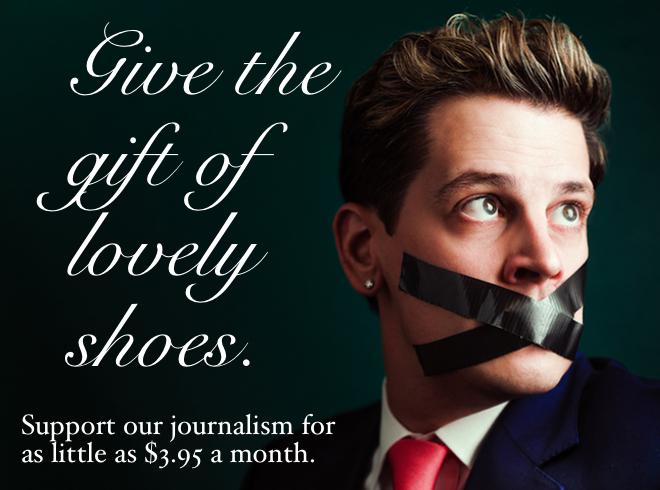 Give the
gift of
lovely
shoes.
Support our journalism for
as little as $3.95 a month.